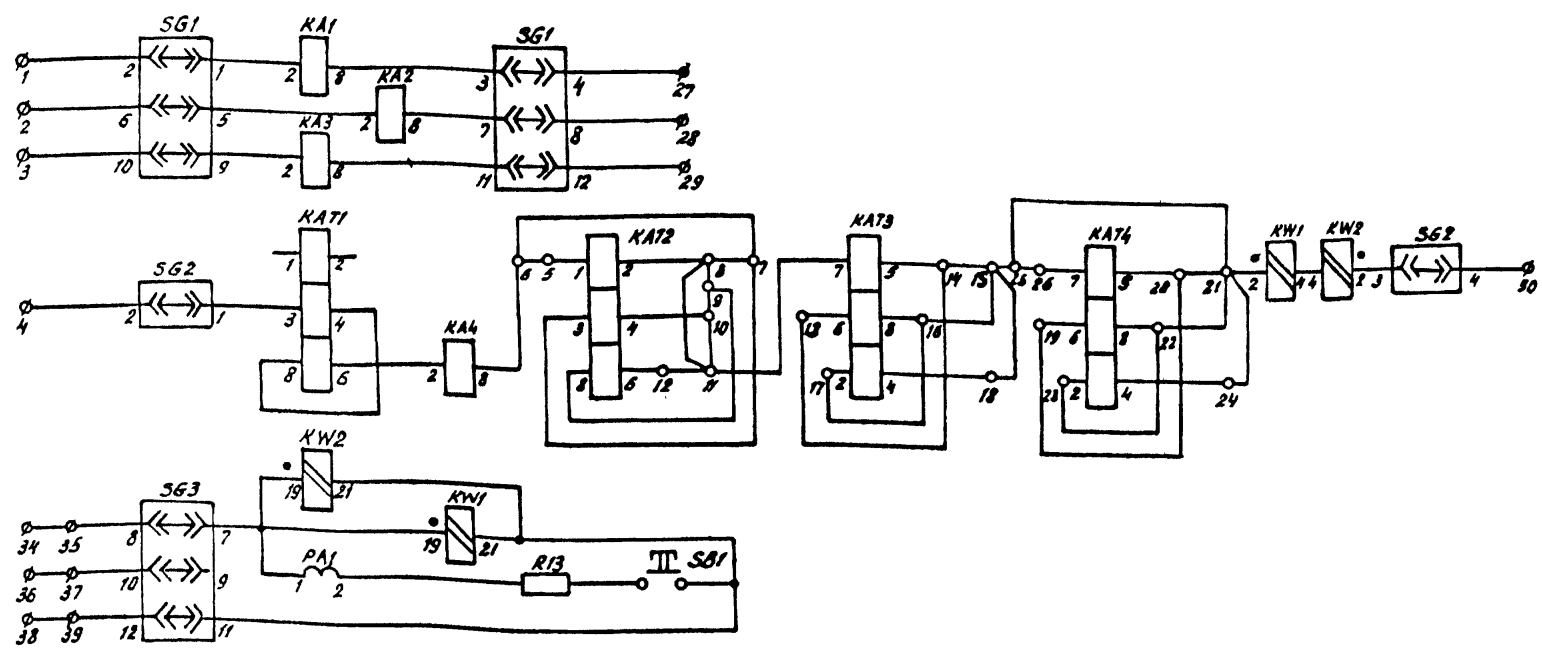 SG1 KA1 SG1
1 2 1 2 8 3 4 27
KA2
2 6 5 2 8 7 8 28
KA3
3 10 9 2 8 11 12 29
KAT1 KAT2 KAT3 KAT4 KW1 KW2 SG2
1 2
6 5 1 2 8 7
7 5 14 15 25 26 7 5 20 21 2 4 4 2 3 4 30
SG2
4 2 1 3 4
9
3 4 10
13 6 8 16
19 6 8 22
KA4
8 6 2 8
8 6 12 11
17 2 4 18
23 2 4 24
KW2
19 21
SG3 KW1
34 35 8 7 19 21
PA1 R13 SB1
36 37 10 9 1 2
38 39 12 11